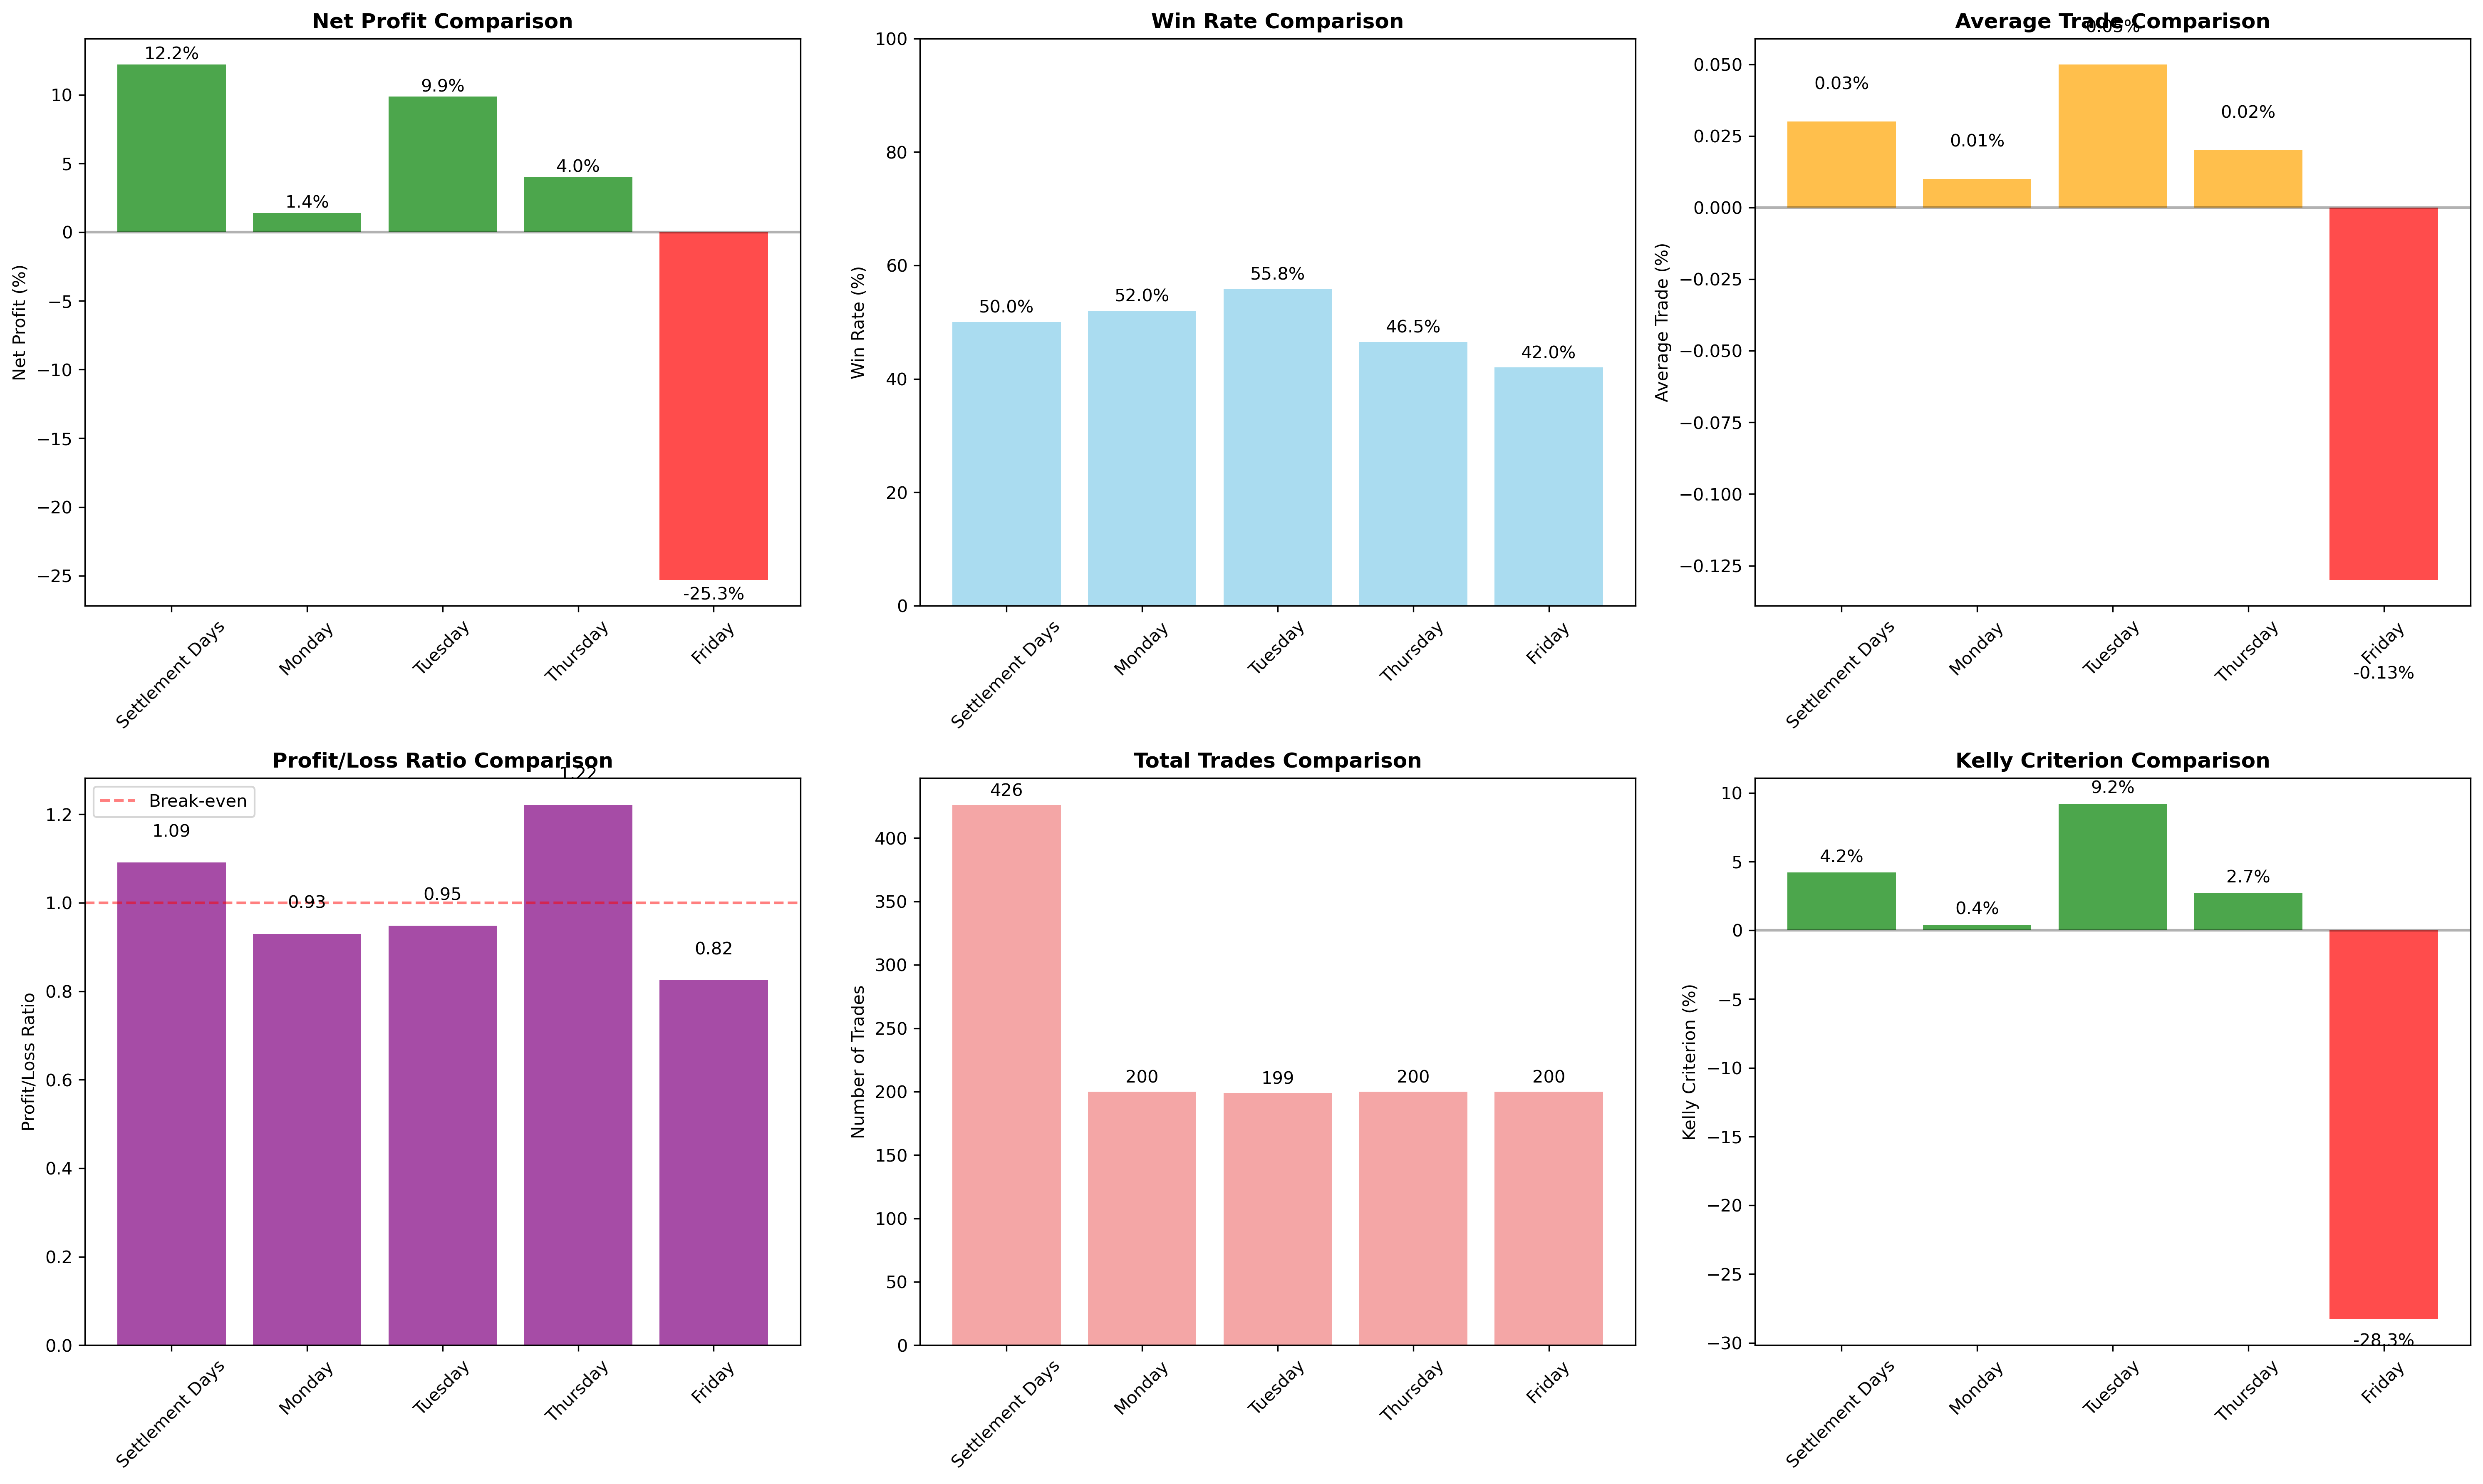 Net Profit Comparison
Net Profit (%)
10
5
0
−5
−10
−15
−20
−25
12.2%
1.4%
9.9%
4.0%
-25.3%
Settlement Days
Monday
Tuesday
Thursday
Friday
Win Rate Comparison
Win Rate (%)
100
80
60
40
20
0
50.0%
52.0%
55.8%
46.5%
42.0%
Settlement Days
Monday
Tuesday
Thursday
Friday
Average Trade Comparison
Average Trade (%)
0.050
0.025
0.000
−0.025
−0.050
−0.075
−0.100
−0.125
0.03%
0.01%
0.05%
0.02%
-0.13%
Settlement Days
Monday
Tuesday
Thursday
Friday
Profit/Loss Ratio Comparison
Profit/Loss Ratio
Break-even
1.2
1.0
0.8
0.6
0.4
0.2
0.0
1.09
0.93
0.95
1.22
0.82
Settlement Days
Monday
Tuesday
Thursday
Friday
Total Trades Comparison
Number of Trades
400
350
300
250
200
150
100
50
0
426
200
199
200
200
Settlement Days
Monday
Tuesday
Thursday
Friday
Kelly Criterion Comparison
Kelly Criterion (%)
10
5
0
−5
−10
−15
−20
−25
−30
4.2%
0.4%
9.2%
2.7%
-28.3%
Settlement Days
Monday
Tuesday
Thursday
Friday